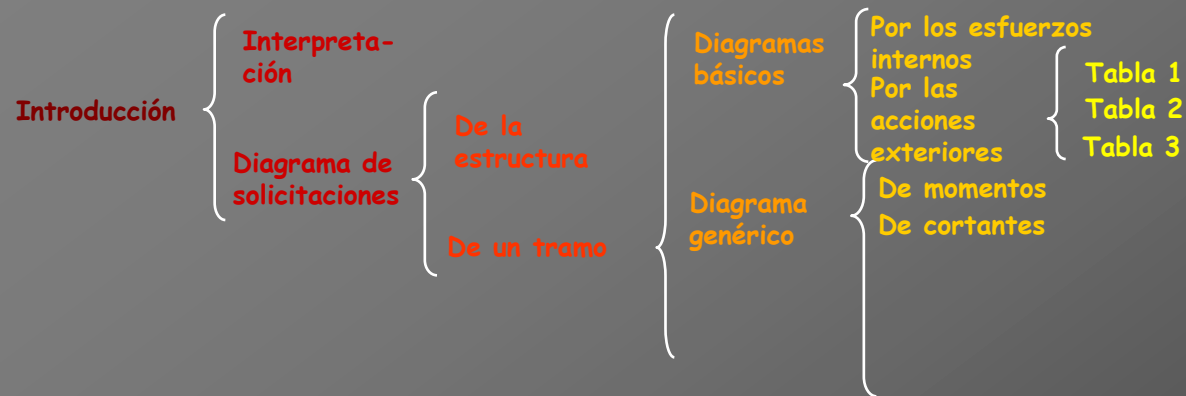 Introducción
Interpreta-
ción
Diagrama de
solicitaciones
De la
estructura
De un tramo
Diagramas
básicos
Por los esfuerzos
internos
Por las
acciones
exteriores
Tabla 1
Tabla 2
Tabla 3
Diagrama
genérico
De momentos
De cortantes